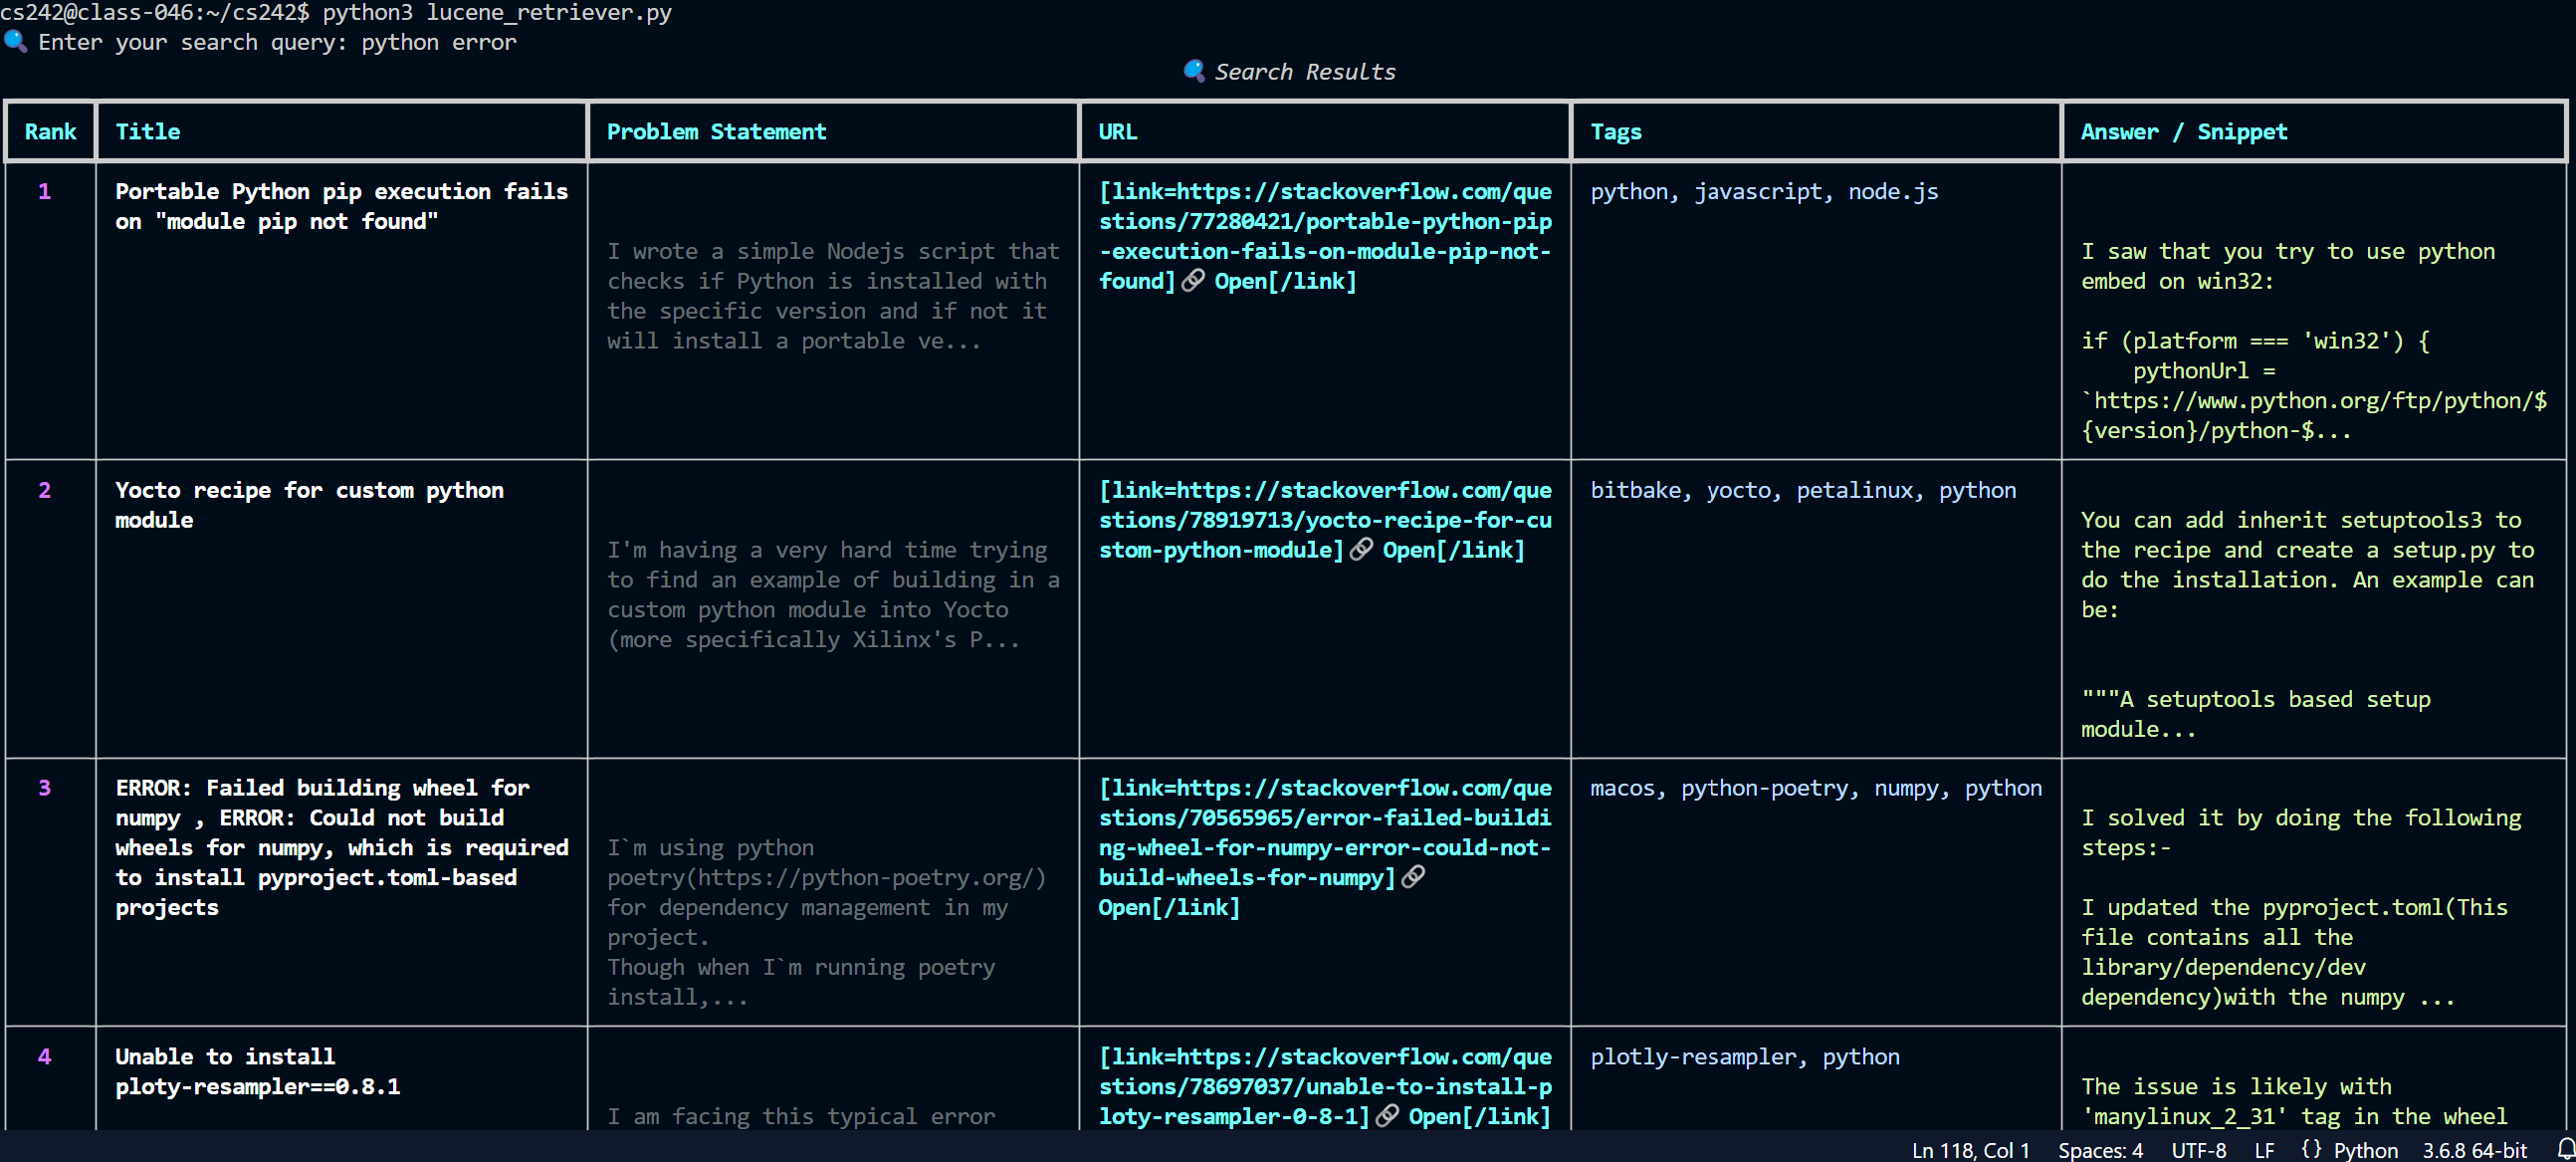 cs242@class-046:~/cs242$ python3 lucene_retriever.py
🔍 Enter your search query: python error
🔍 Search Results
Rank Title Problem Statement URL Tags Answer / Snippet
1
Portable Python pip execution fails
on "module pip not found"
I wrote a simple Nodejs script that
checks if Python is installed with
the specific version and if not it
will install a portable ve...
[link=https://stackoverflow.com/que
stions/77280421/portable-python-pip
-execution-fails-on-module-pip-not-
found]🔗 Open[/link]
python, javascript, node.js
I saw that you try to use python
embed on win32:
if (platform === 'win32') {
    pythonUrl =
`https://www.python.org/ftp/python/$
{version}/python-$...
2
Yocto recipe for custom python
module
I'm having a very hard time trying
to find an example of building in a
custom python module into Yocto
(more specifically Xilinx's P...
[link=https://stackoverflow.com/que
stions/78919713/yocto-recipe-for-cu
stom-python-module]🔗 Open[/link]
bitbake, yocto, petalinux, python
You can add inherit setuptools3 to
the recipe and create a setup.py to
do the installation. An example can
be:
"""A setuptools based setup
module...
3
ERROR: Failed building wheel for
numpy , ERROR: Could not build
wheels for numpy, which is required
to install pyproject.toml-based
projects
I`m using python
poetry(https://python-poetry.org/)
for dependency management in my
project.
Though when I`m running poetry
install,...
[link=https://stackoverflow.com/que
stions/70565965/error-failed-buildi
ng-wheel-for-numpy-error-could-not-
build-wheels-for-numpy]🔗
Open[/link]
macos, python-poetry, numpy, python
I solved it by doing the following
steps:-
I updated the pyproject.toml(This
file contains all the
library/dependency/dev
dependency)with the numpy ...
4
Unable to install
ploty-resampler==0.8.1
I am facing this typical error
[link=https://stackoverflow.com/que
stions/78697037/unable-to-install-p
loty-resampler-0-8-1]🔗 Open[/link]
plotly-resampler, python
The issue is likely with
'manylinux_2_31' tag in the wheel
Ln 118, Col 1 Spaces: 4 UTF-8 LF {} Python 3.6.8 64-bit